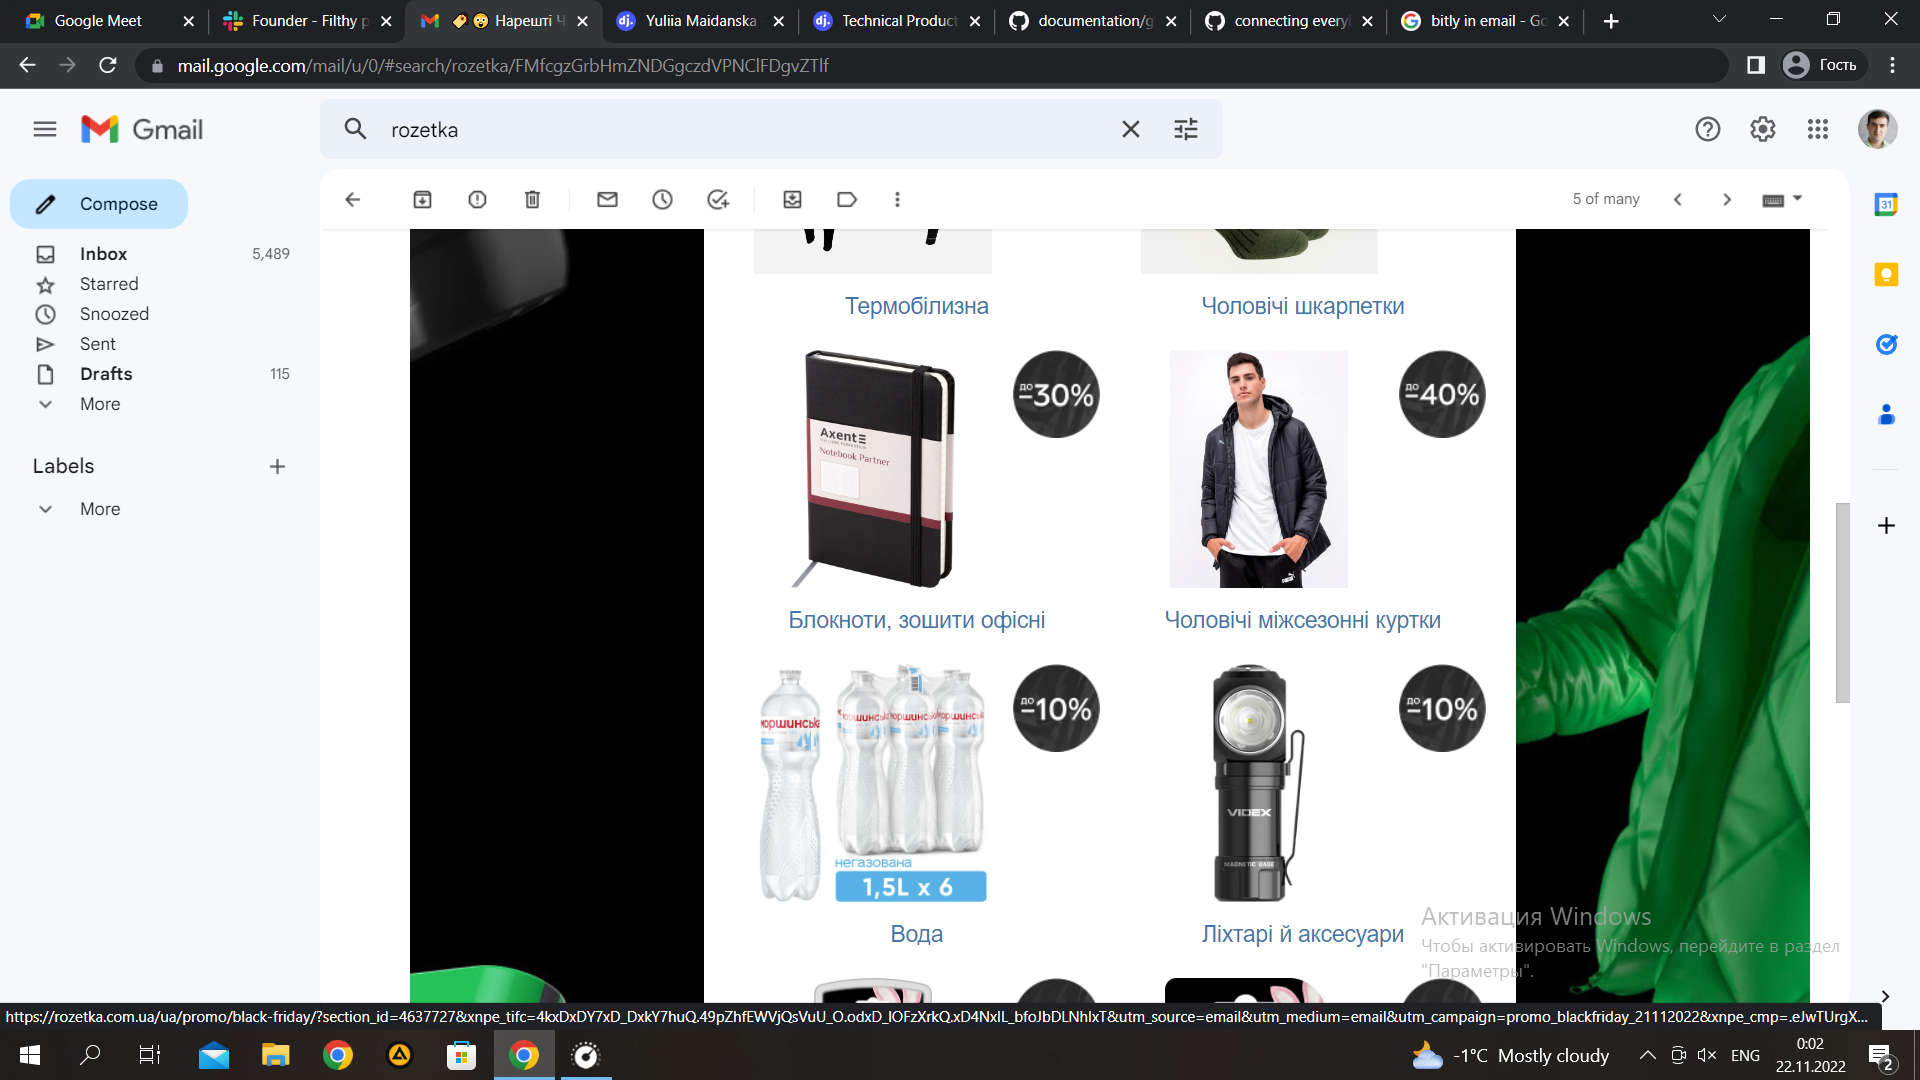 Google Meet
Founder - Filthy p
Нарешті Ч
Yuliia Maidanska
Technical Product
documentation/g
connecting everyb
bitly in email - Go
mail.google.com/mail/u/0/#search/rozetka/FMfcgzGrbHmZNDGgczdVPNClFDgvZTlf
Гость
Gmail
rozetka
Compose
5 of many
31
Inbox 5,489
Starred
Snoozed
Sent
Drafts 115
More
Labels
More
Термобілизна
Чоловічі шкарпетки
до -30%
до -40%
Axent
Notebook Partner
Блокноти, зошити офісні
Чоловічі міжсезонні куртки
до -10%
до -10%
моршинська
моршинська
VIDEX
MAGNETIC BASE
негазована
1,5L x 6
Вода
Ліхтарі й аксесуари
Активация Windows
Чтобы активировать Windows, перейдите в раздел
"Параметры".
https://rozetka.com.ua/ua/promo/black-friday/?section_id=4637727&xnpe_tifc=4kxDxDY7xD_DxkY7huQ.49pZhfEWVjQsVuU_O.odxD_lOFzXrkQ.xD4NxlL_bfoJbDLNhlxT&utm_source=email&utm_medium=email&utm_campaign=promo_blackfriday_21112022&xnpe_cmp=.eJwTUrgX...
-1°C Mostly cloudy
ENG
0:02
22.11.2022
2